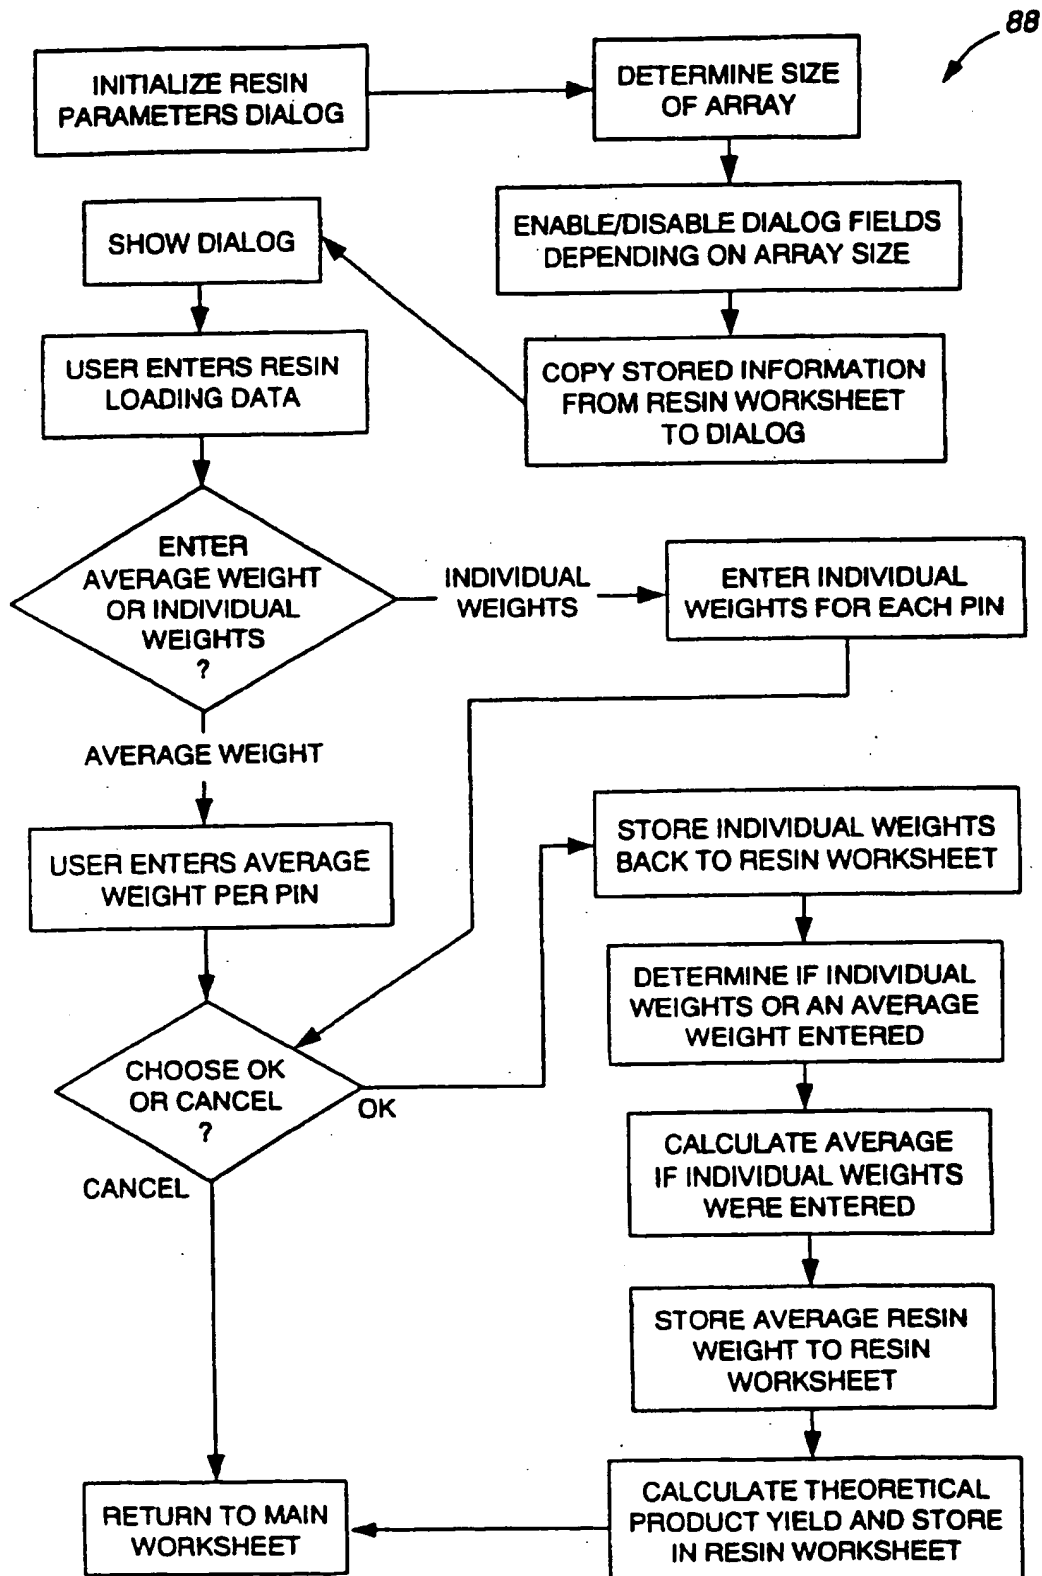 88
INITIALIZE RESIN
PARAMETERS DIALOG
DETERMINE SIZE
OF ARRAY
ENABLE/DISABLE DIALOG FIELDS
DEPENDING ON ARRAY SIZE
COPY STORED INFORMATION
FROM RESIN WORKSHEET
TO DIALOG
SHOW DIALOG
USER ENTERS RESIN
LOADING DATA
ENTER
AVERAGE WEIGHT
OR INDIVIDUAL
WEIGHTS
?
INDIVIDUAL
WEIGHTS
ENTER INDIVIDUAL
WEIGHTS FOR EACH PIN
AVERAGE WEIGHT
USER ENTERS AVERAGE
WEIGHT PER PIN
CHOOSE OK
OR CANCEL
?
OK
CANCEL
STORE INDIVIDUAL WEIGHTS
BACK TO RESIN WORKSHEET
DETERMINE IF INDIVIDUAL
WEIGHTS OR AN AVERAGE
WEIGHT ENTERED
CALCULATE AVERAGE
IF INDIVIDUAL WEIGHTS
WERE ENTERED
STORE AVERAGE RESIN
WEIGHT TO RESIN
WORKSHEET
CALCULATE THEORETICAL
PRODUCT YIELD AND STORE
IN RESIN WORKSHEET
RETURN TO MAIN
WORKSHEET